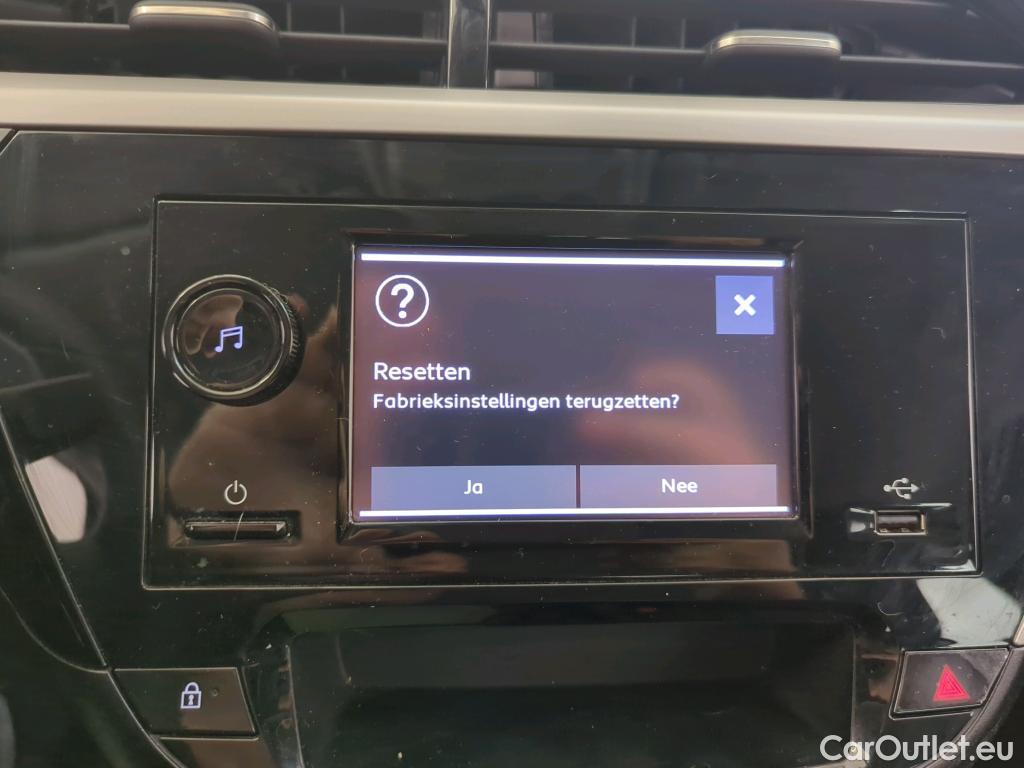 Resetten
Fabrieksinstellingen terugzetten?
Ja Nee
CarOutlet.eu